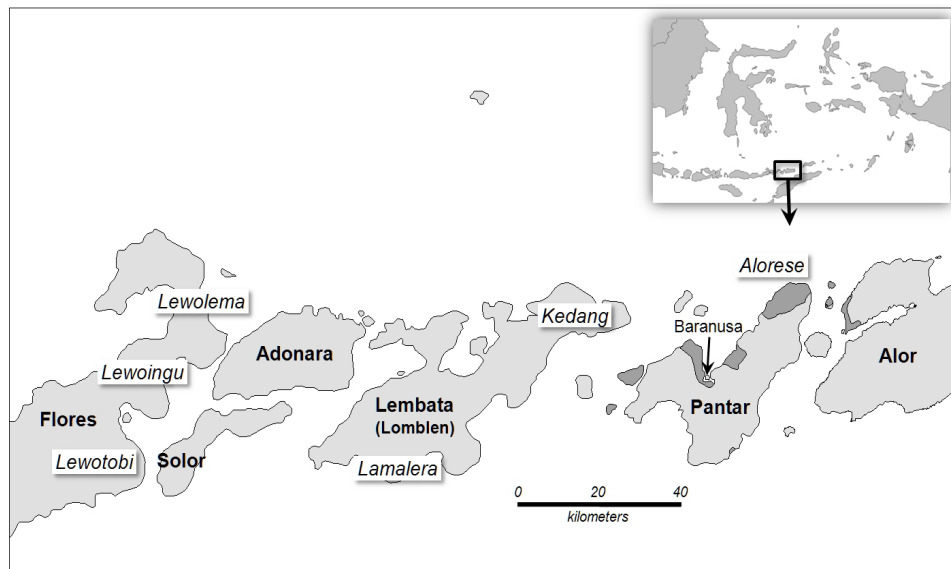 Alorese
Lewolema
Kedang
Baranusa
Adonara
Alor
Lewoingu
Lembata
(Lomblen)
Pantar
Flores
Lewotobi
Solor
Lamalera
0 20 40
kilometers